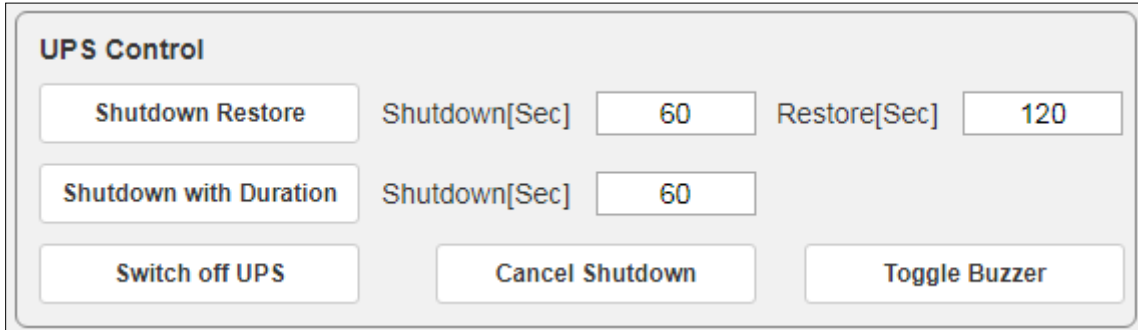 UPS Control
Shutdown Restore Shutdown[Sec] 60 Restore[Sec] 120
Shutdown with Duration Shutdown[Sec] 60
Switch off UPS Cancel Shutdown Toggle Buzzer